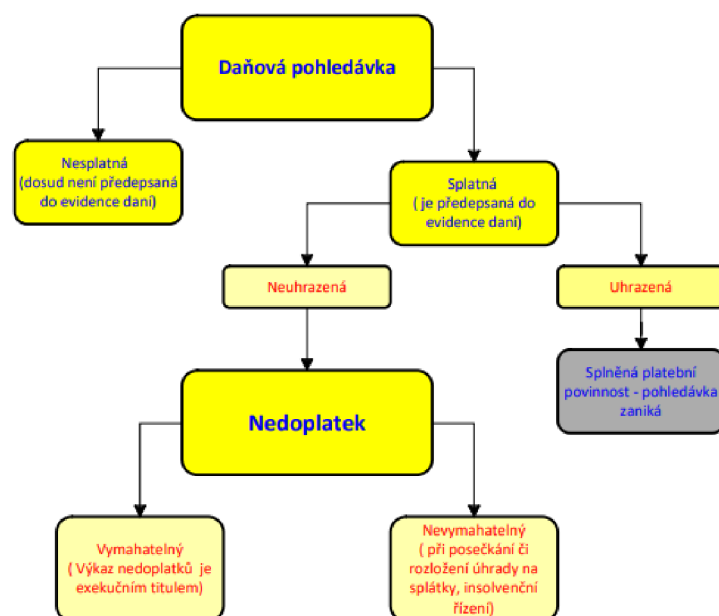 Daňová pohledávka
Nesplatná
(dosud není předepsaná
do evidence daní)
Splatná
( je předepsaná do
evidence daní)
Neuhrazená
Uhrazená
Splněná platební
povinnost - pohledávka
zaniká
Nedoplatek
Vymahatelný
( Výkaz nedoplatků je
exekučním titulem)
Nevymahatelný
( při posečkání či
rozložení úhrady na
splátky, insolvenční
řízení)